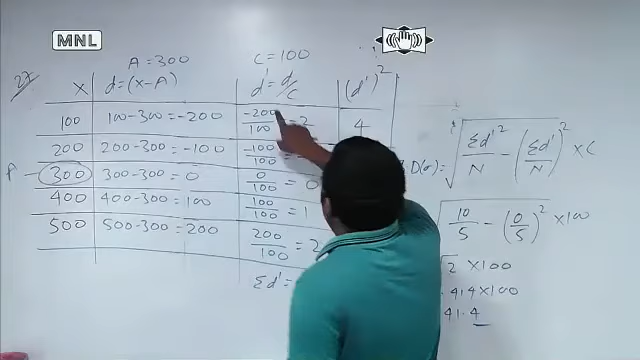 MNL
A = 300
C = 100
27
X
d = (x-A)
d' = d/c
(d')²
100
100-300 = -200
-200/100
2
4
200
200-300 = -100
-100/100
A
300
300-300 = 0
0/100 = 0
400
400-300 = 100
100/100 = 1
500
500-300 = 200
200/100 = 2
Σd' =
D(σ) = √ Σd'²/N - (Σd'/N)² × C
10/5 - (0/5)² × 100
√2 × 100
.414 × 100
41.4